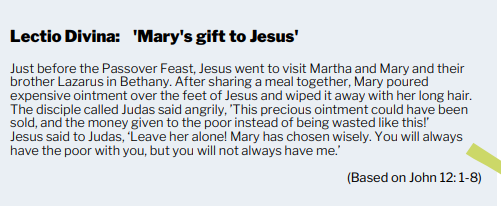 Lectio Divina: 'Mary's gift to Jesus'
Just before the Passover Feast, Jesus went to visit Martha and Mary and their
brother Lazarus in Bethany. After sharing a meal together, Mary poured
expensive ointment over the feet of Jesus and wiped it away with her long hair.
The disciple called Judas said angrily, 'This precious ointment could have been
sold, and the money given to the poor instead of being wasted like this!'
Jesus said to Judas, 'Leave her alone! Mary has chosen wisely. You will always
have the poor with you, but you will not always have me.'
(Based on John 12: 1-8)